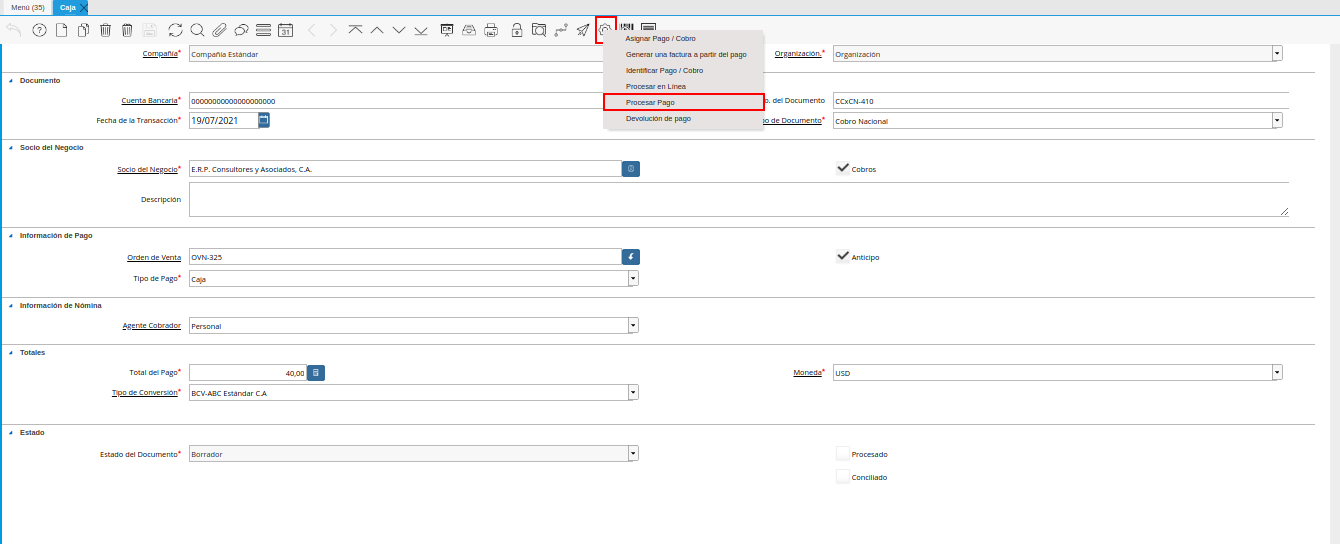 Menú (35)
Caja
31
Asignar Pago / Cobro
Generar una factura a partir del pago
Identificar Pago / Cobro
Procesar en Línea
Procesar Pago
Devolución de pago
Compañía* Compañía Estándar
Organización.* Organización
Documento
Cuenta Bancaria* 00000000000000000000
o. del Documento CCxCN-410
Fecha de la Transacción* 19/07/2021
po de Documento* Cobro Nacional
Socio del Negocio
Socio del Negocio* E.R.P. Consultores y Asociados, C.A.
Cobros
Descripción
Información de Pago
Orden de Venta OVN-325
Anticipo
Tipo de Pago* Caja
Información de Nómina
Agente Cobrador Personal
Totales
Total del Pago* 40,00
Moneda* USD
Tipo de Conversión* BCV-ABC Estándar C.A
Estado
Estado del Documento* Borrador
Procesado
Conciliado